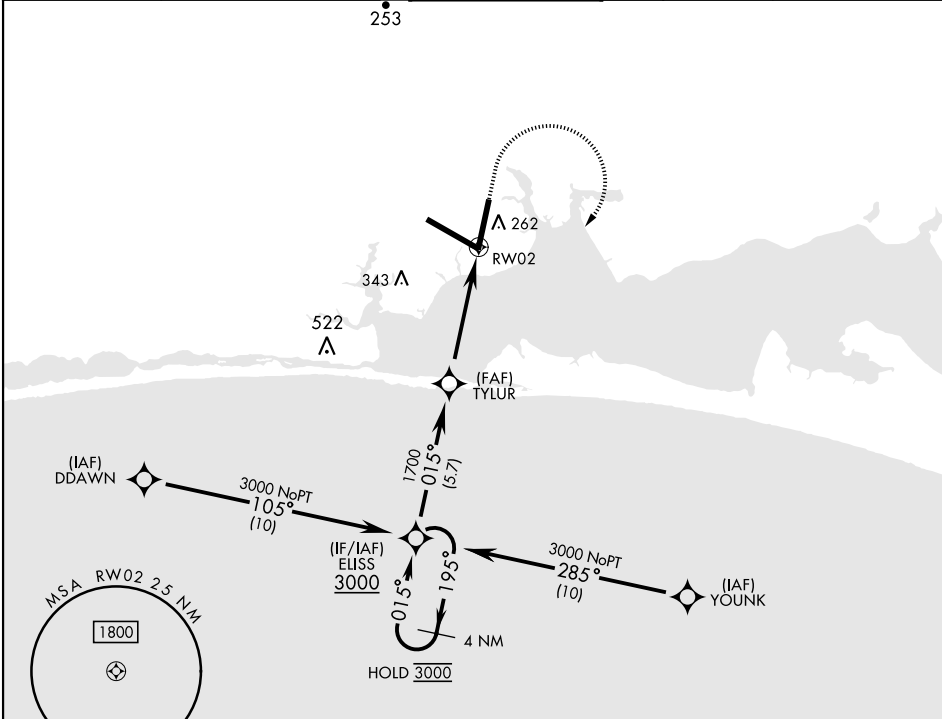 253
262
RW02
343
522
(FAF)
TYLUR
(IAF)
DDAWN
3000 NoPT
105°
(10)
1700
015°
(5.7)
(IF/IAF)
ELISS
3000
3000 NoPT
285°
(10)
(IAF)
YOUNK
015°
195°
4 NM
HOLD 3000
MSA RW02 25 NM
1800